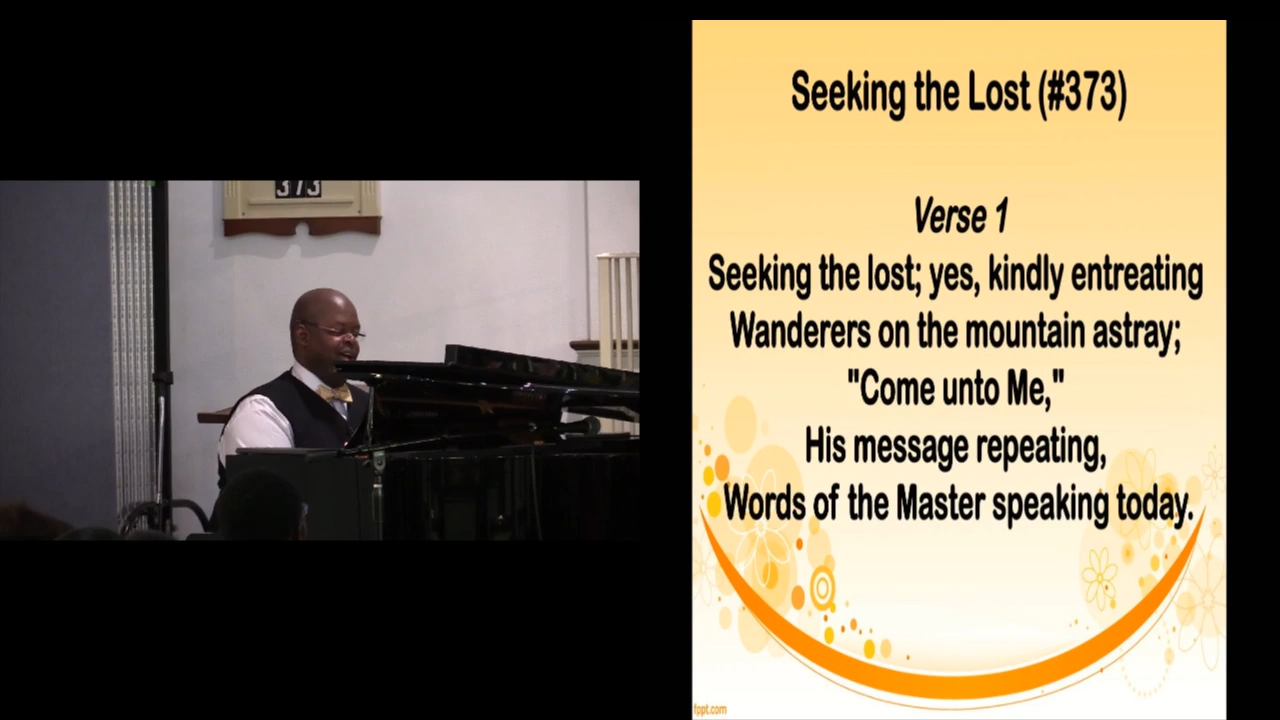 373
Seeking the Lost (#373)
Verse 1
Seeking the lost; yes, kindly entreating
Wanderers on the mountain astray;
"Come unto Me,"
His message repeating,
Words of the Master speaking today.
fppt.com